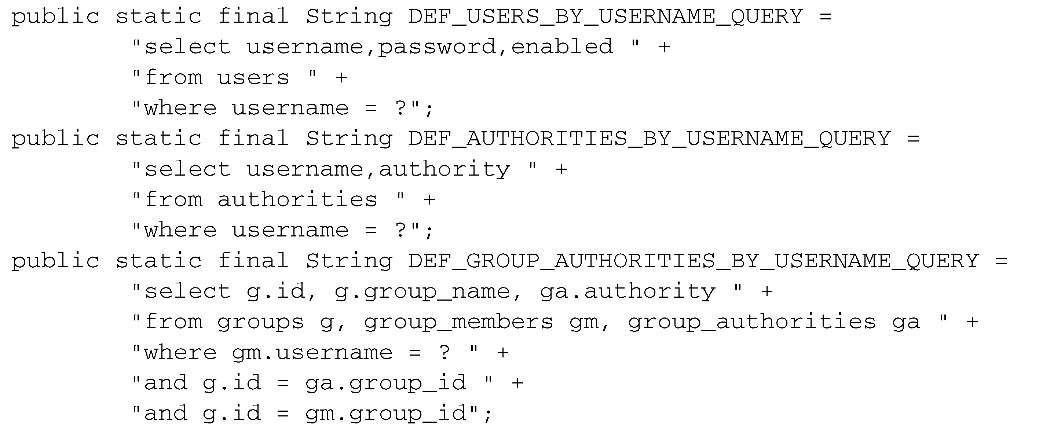 public static final String DEF_USERS_BY_USERNAME_QUERY =
"select username,password,enabled " +
"from users " +
"where username = ?";
public static final String DEF_AUTHORITIES_BY_USERNAME_QUERY =
"select username,authority " +
"from authorities " +
"where username = ?";
public static final String DEF_GROUP_AUTHORITIES_BY_USERNAME_QUERY =
"select g.id, g.group_name, ga.authority " +
"from groups g, group_members gm, group_authorities ga " +
"where gm.username = ? " +
"and g.id = ga.group_id " +
"and g.id = gm.group_id";